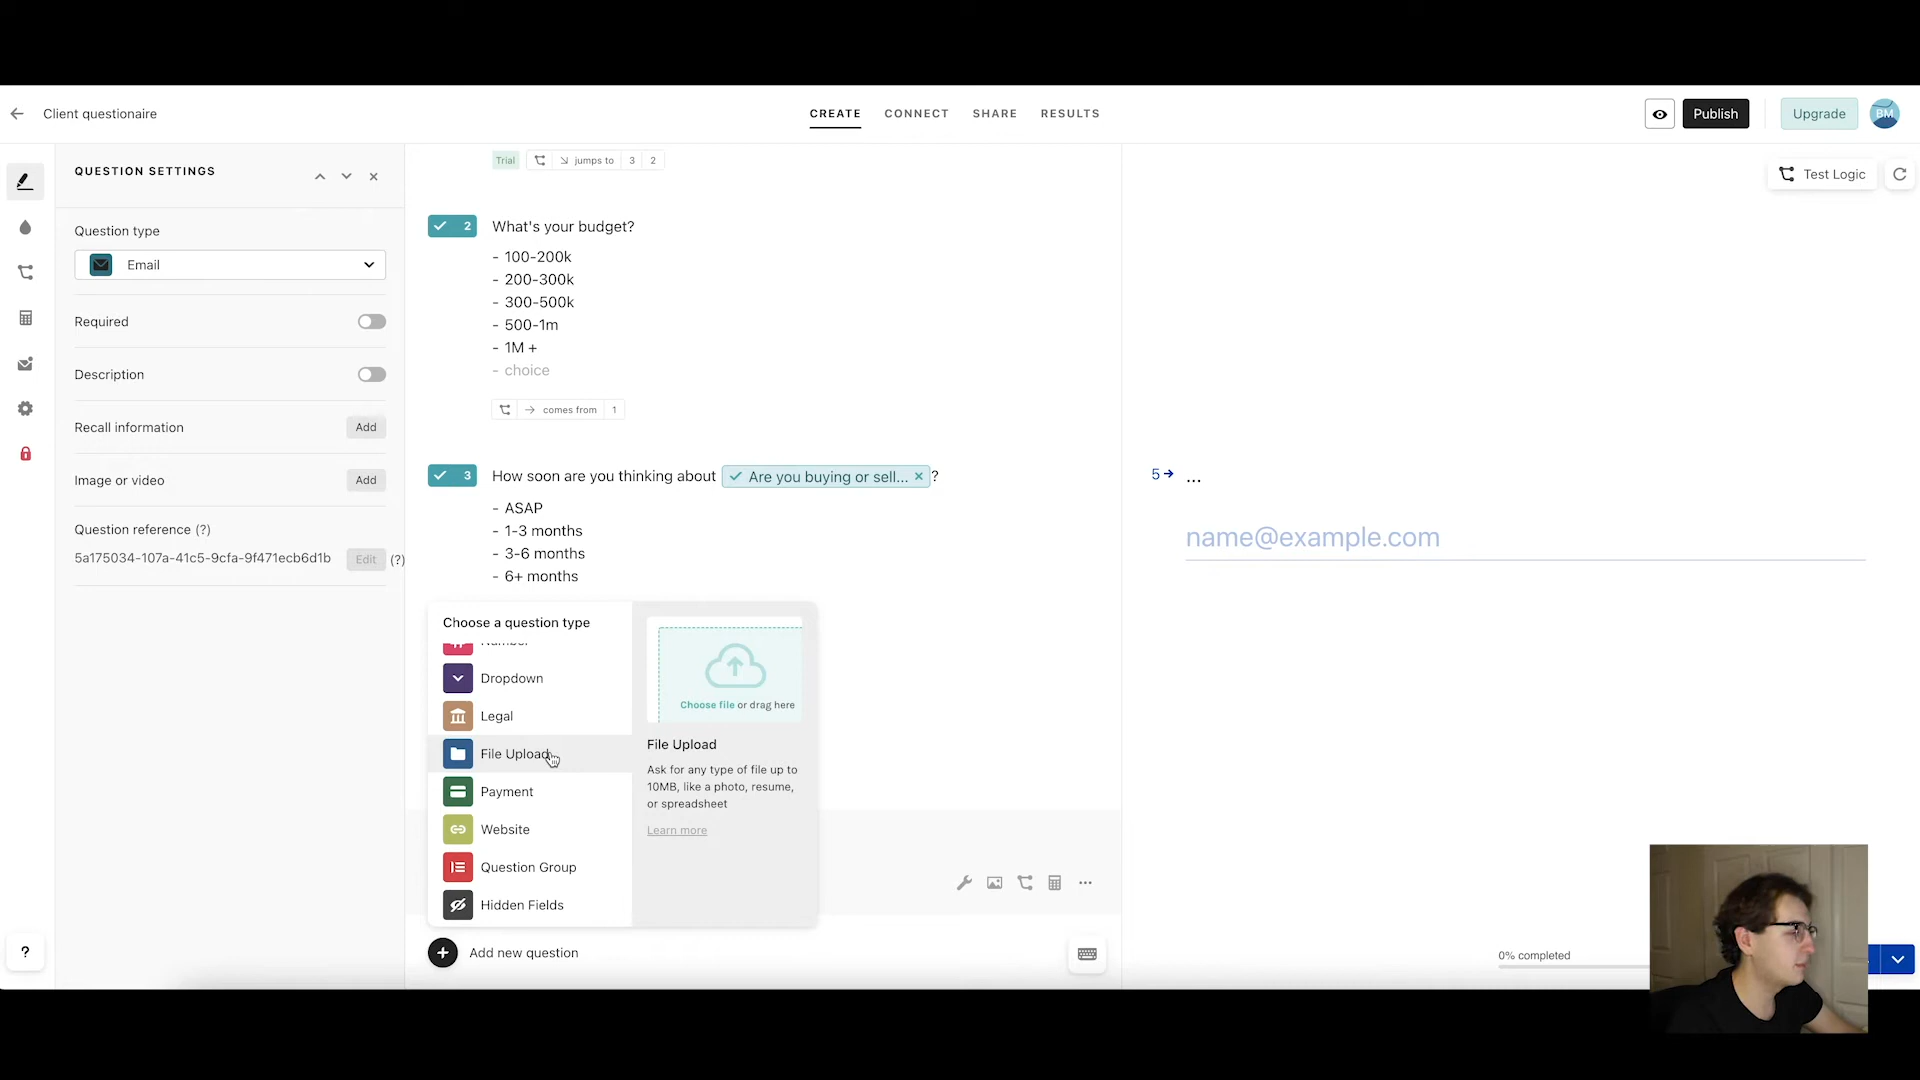 Client questionaire
CREATE
CONNECT
SHARE
RESULTS
Publish
Upgrade
BM
QUESTION SETTINGS
Question type
Email
Required
Description
Recall information
Add
Image or video
Add
Question reference (?)
5a175034-107a-41c5-9cfa-9f471ecb6d1b
Edit
(?)
?
Trial
jumps to 3 2
2 What's your budget?
- 100-200k
- 200-300k
- 300-500k
- 500-1m
- 1M +
- choice
comes from 1
3 How soon are you thinking about Are you buying or sell... × ?
- ASAP
- 1-3 months
- 3-6 months
- 6+ months
Choose a question type
Number
Dropdown
Legal
File Upload
Payment
Website
Question Group
Hidden Fields
Choose file or drag here
File Upload
Ask for any type of file up to
10MB, like a photo, resume,
or spreadsheet
Learn more
Add new question
Test Logic
5 ...
name@example.com
0% completed